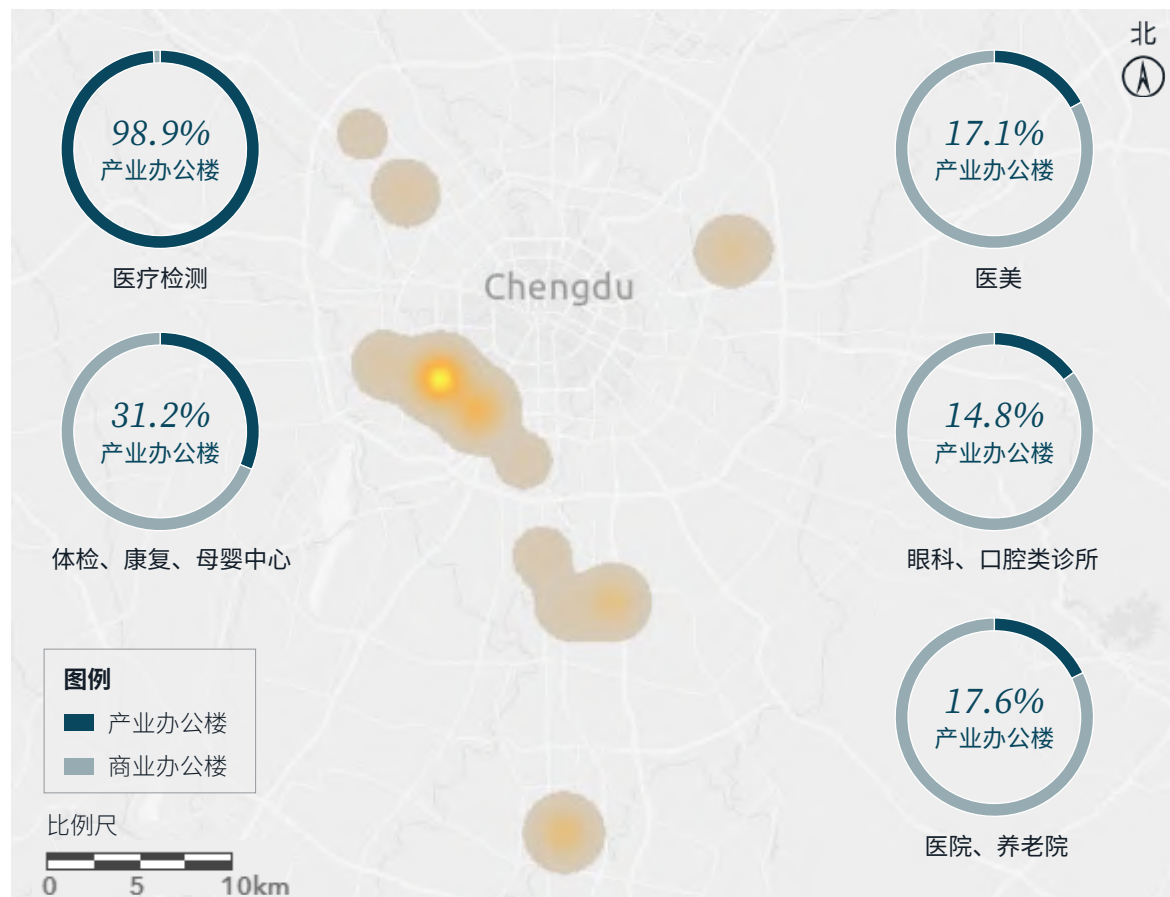 北
98.9%
产业办公楼
医疗检测
31.2%
产业办公楼
体检、康复、母婴中心
Chengdu
17.1%
产业办公楼
医美
14.8%
产业办公楼
眼科、口腔类诊所
17.6%
产业办公楼
医院、养老院
图例
产业办公楼
商业办公楼
比例尺
0 5 10km